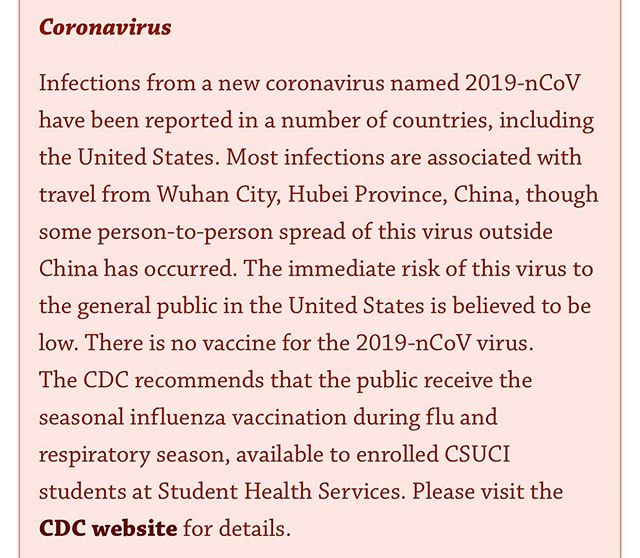 Coronavirus
Infections from a new coronavirus named 2019-nCoV
have been reported in a number of countries, including
the United States. Most infections are associated with
travel from Wuhan City, Hubei Province, China, though
some person-to-person spread of this virus outside
China has occurred. The immediate risk of this virus to
the general public in the United States is believed to be
low. There is no vaccine for the 2019-nCoV virus.
The CDC recommends that the public receive the
seasonal influenza vaccination during flu and
respiratory season, available to enrolled CSUCI
students at Student Health Services. Please visit the
CDC website for details.